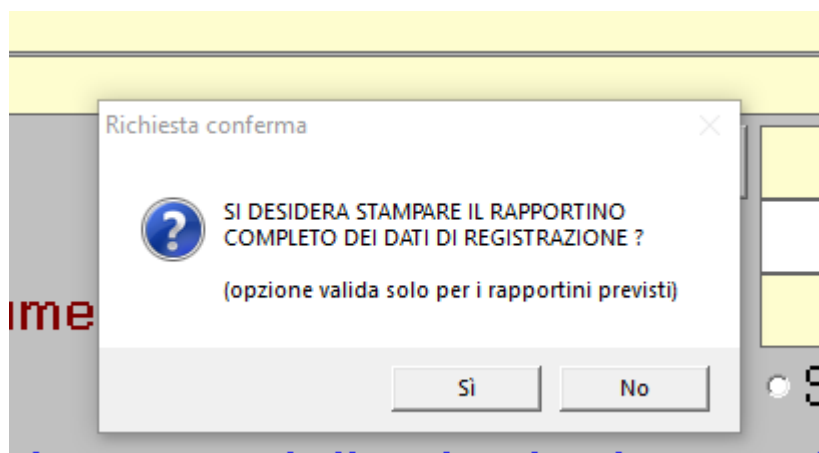 Richiesta conferma
SI DESIDERA STAMPARE IL RAPPORTINO
COMPLETO DEI DATI DI REGISTRAZIONE ?
(opzione valida solo per i rapportini previsti)
ume
Sì No
S